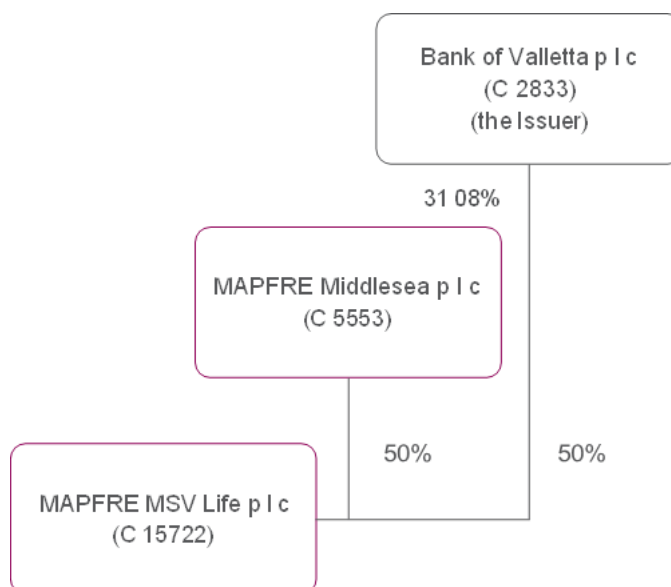 Bank of Valletta p l c
(C 2833)
(the Issuer)
31 08%
MAPFRE Middlesea p l c
(C 5553)
50%
50%
MAPFRE MSV Life p l c
(C 15722)